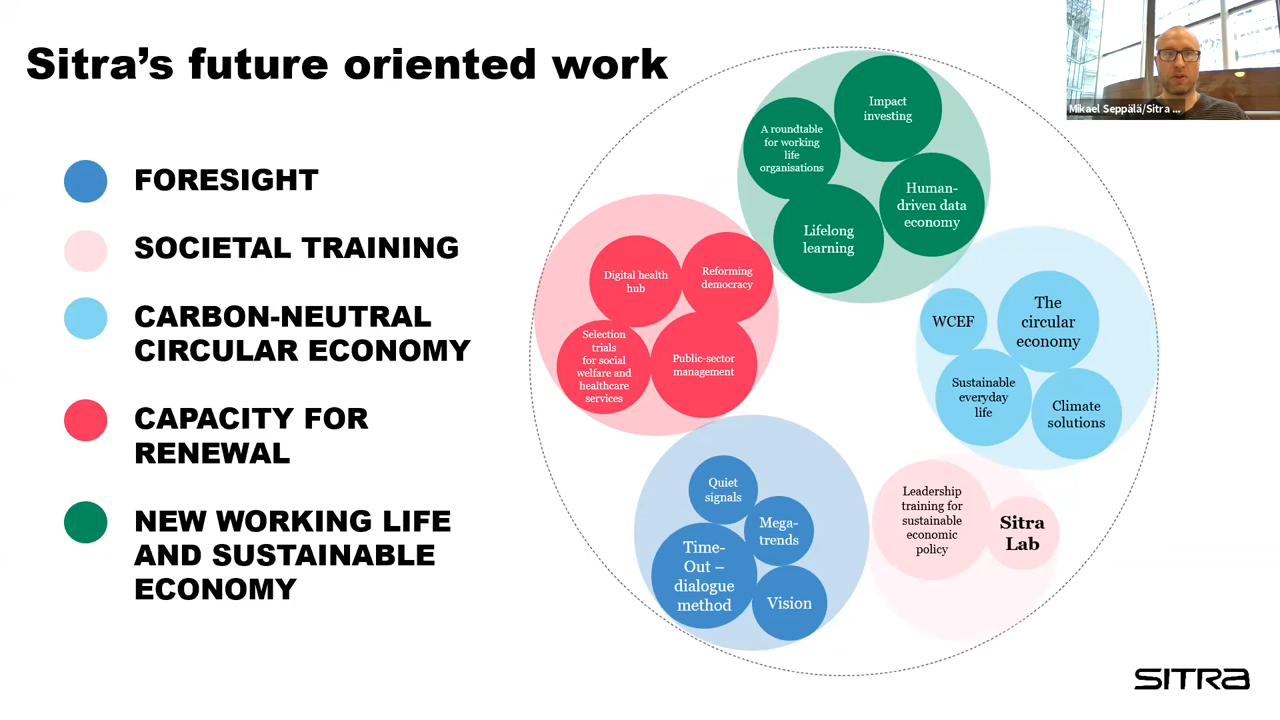 Sitra's future oriented work
FORESIGHT
SOCIETAL TRAINING
CARBON-NEUTRAL
CIRCULAR ECONOMY
CAPACITY FOR
RENEWAL
NEW WORKING LIFE
AND SUSTAINABLE
ECONOMY
Impact
investing
A roundtable
for working
life
organisations
Human-
driven data
economy
Lifelong
learning
Digital health
hub
Reforming
democracy
Selection
trials
for social
welfare and
healthcare
services
Public-sector
management
WCEF
The
circular
economy
Sustainable
everyday
life
Climate
solutions
Quiet
signals
Mega-
trends
Time-
Out –
dialogue
method
Vision
Leadership
training for
sustainable
economic
policy
Sitra
Lab
Mikael Seppälä/Sitra ...
SITRA